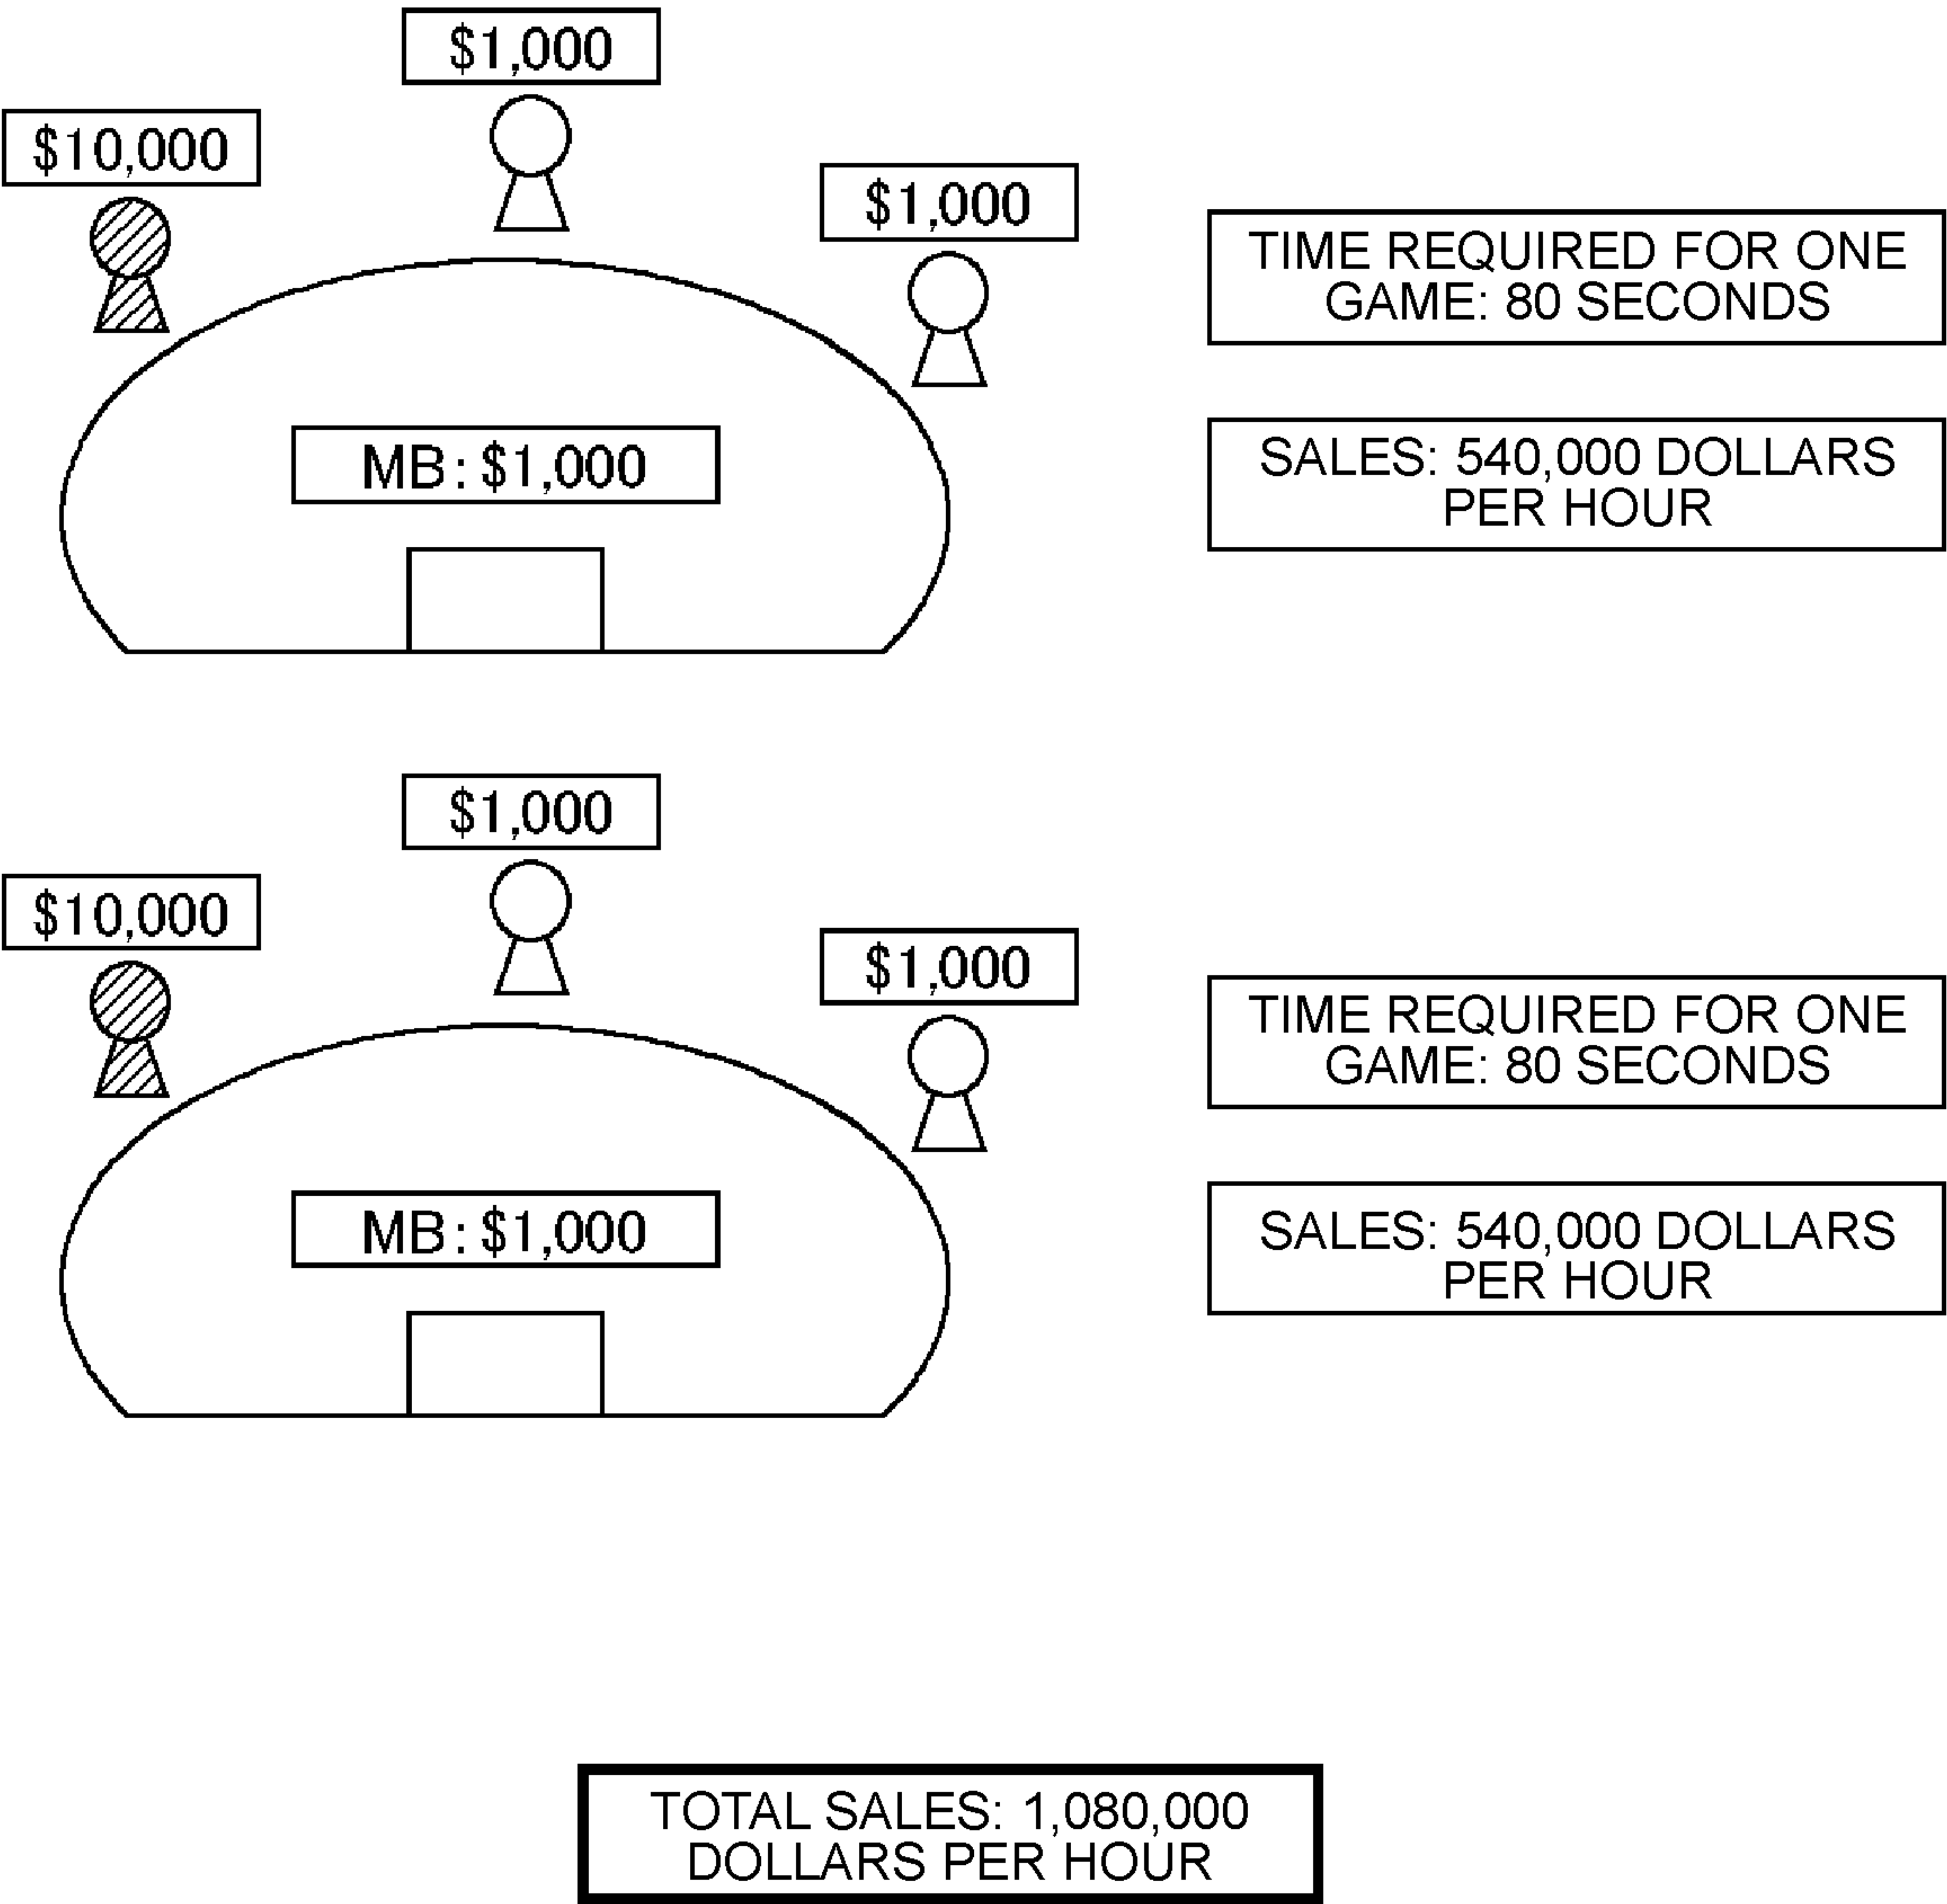 $1,000
$10,000
$1,000
TIME REQUIRED FOR ONE
GAME: 80 SECONDS
MB: $1,000
SALES: 540,000 DOLLARS
PER HOUR
$1,000
$10,000
$1,000
TIME REQUIRED FOR ONE
GAME: 80 SECONDS
MB: $1,000
SALES: 540,000 DOLLARS
PER HOUR
TOTAL SALES: 1,080,000
DOLLARS PER HOUR